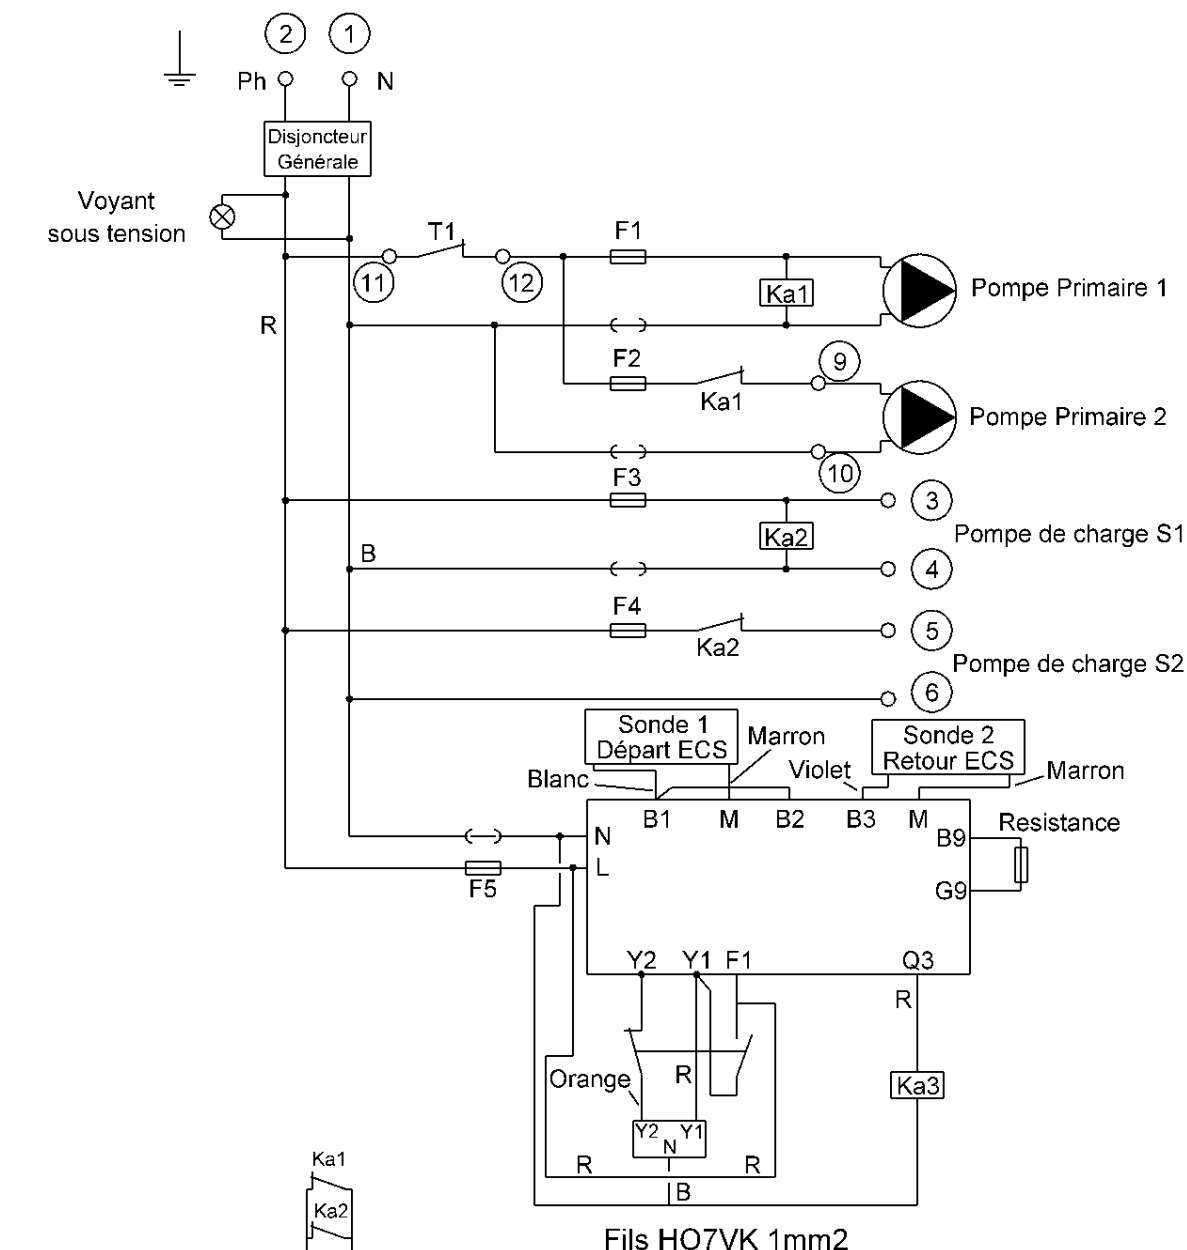 2 1
Ph N
Disjoncteur
Générale
Voyant
sous tension
T1
F1
11
12
Ka1
Pompe Primaire 1
R
F2
9
Ka1
Pompe Primaire 2
10
F3
3
Ka2
Pompe de charge S1
B
4
F4
5
Ka2
Pompe de charge S2
6
Sonde 1
Départ ECS
Marron
Sonde 2
Retour ECS
Blanc
Violet
Marron
B1 M B2 B3 M
Resistance
N
B9
L
F5
G9
Y2 Y1 F1 Q3
R
Orange
R
Ka3
Y2 Y1
N
R R
B
Ka1
Ka2
Fils HO7VK 1mm2